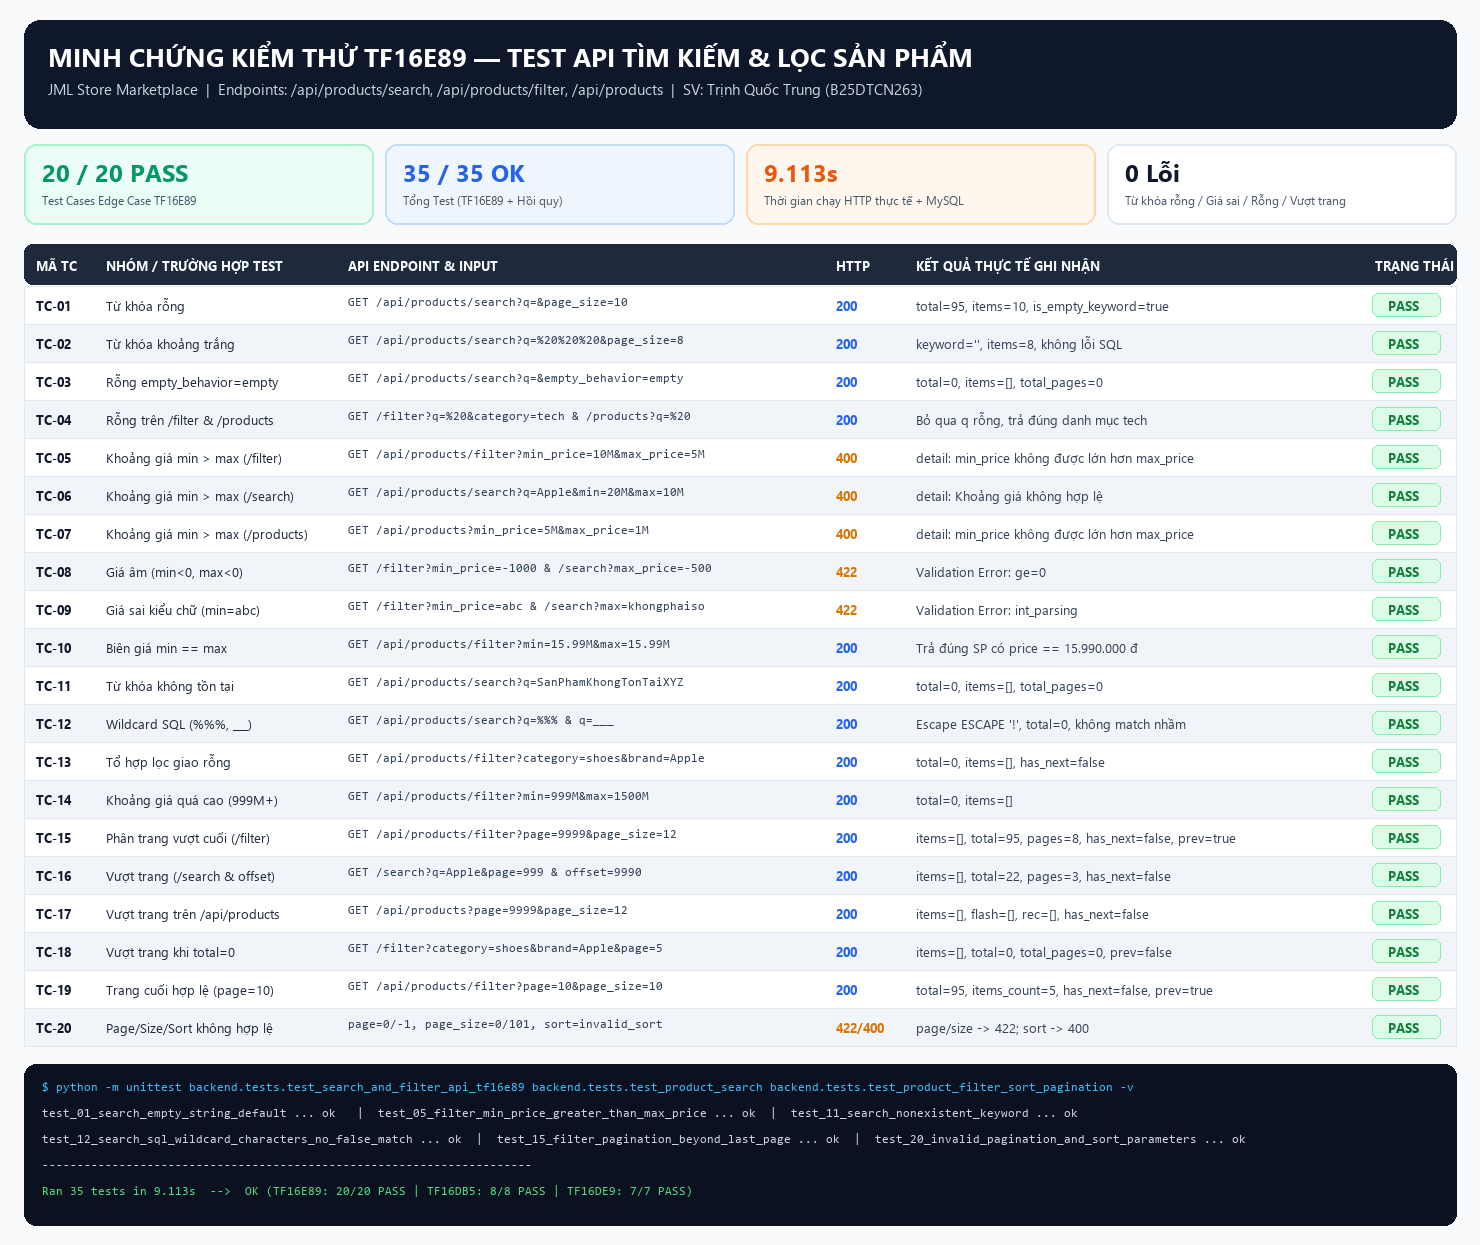 MINH CHỨNG KIỂM THỬ TF16E89 — TEST API TÌM KIẾM & LỌC SẢN PHẨM
JML Store Marketplace | Endpoints: /api/products/search, /api/products/filter, /api/products | SV: Trịnh Quốc Trung (B25DTCN263)
20 / 20 PASS
Test Cases Edge Case TF16E89
35 / 35 OK
Tổng Test (TF16E89 + Hồi quy)
9.113s
Thời gian chạy HTTP thực tế + MySQL
0 Lỗi
Từ khóa rỗng / Giá sai / Rỗng / Vượt trang
MÃ TC NHÓM / TRƯỜNG HỢP TEST API ENDPOINT & INPUT HTTP KẾT QUẢ THỰC TẾ GHI NHẬN TRẠNG THÁI
TC-01 Từ khóa rỗng GET /api/products/search?q=&page_size=10 200 total=95, items=10, is_empty_keyword=true PASS
TC-02 Từ khóa khoảng trắng GET /api/products/search?q=%20%20%20&page_size=8 200 keyword='', items=8, không lỗi SQL PASS
TC-03 Rỗng empty_behavior=empty GET /api/products/search?q=&empty_behavior=empty 200 total=0, items=[], total_pages=0 PASS
TC-04 Rỗng trên /filter & /products GET /filter?q=%20&category=tech & /products?q=%20 200 Bỏ qua q rỗng, trả đúng danh mục tech PASS
TC-05 Khoảng giá min > max (/filter) GET /api/products/filter?min_price=10M&max_price=5M 400 detail: min_price không được lớn hơn max_price PASS
TC-06 Khoảng giá min > max (/search) GET /api/products/search?q=Apple&min=20M&max=10M 400 detail: Khoảng giá không hợp lệ PASS
TC-07 Khoảng giá min > max (/products) GET /api/products?min_price=5M&max_price=1M 400 detail: min_price không được lớn hơn max_price PASS
TC-08 Giá âm (min<0, max<0) GET /filter?min_price=-1000 & /search?max_price=-500 422 Validation Error: ge=0 PASS
TC-09 Giá sai kiểu chữ (min=abc) GET /filter?min_price=abc & /search?max=khongphaiso 422 Validation Error: int_parsing PASS
TC-10 Biên giá min == max GET /api/products/filter?min=15.99M&max=15.99M 200 Trả đúng SP có price == 15.990.000 đ PASS
TC-11 Từ khóa không tồn tại GET /api/products/search?q=SanPhamKhongTonTaiXYZ 200 total=0, items=[], total_pages=0 PASS
TC-12 Wildcard SQL (%%%, ___) GET /api/products/search?q=%%% & q=___ 200 Escape ESCAPE '!', total=0, không match nhầm PASS
TC-13 Tổ hợp lọc giao rỗng GET /api/products/filter?category=shoes&brand=Apple 200 total=0, items=[], has_next=false PASS
TC-14 Khoảng giá quá cao (999M+) GET /api/products/filter?min=999M&max=1500M 200 total=0, items=[] PASS
TC-15 Phân trang vượt cuối (/filter) GET /api/products/filter?page=9999&page_size=12 200 items=[], total=95, pages=8, has_next=false, prev=true PASS
TC-16 Vượt trang (/search & offset) GET /search?q=Apple&page=999 & offset=9990 200 items=[], total=22, pages=3, has_next=false PASS
TC-17 Vượt trang trên /api/products GET /api/products?page=9999&page_size=12 200 items=[], flash=[], rec=[], has_next=false PASS
TC-18 Vượt trang khi total=0 GET /filter?category=shoes&brand=Apple&page=5 200 items=[], total=0, total_pages=0, prev=false PASS
TC-19 Trang cuối hợp lệ (page=10) GET /api/products/filter?page=10&page_size=10 200 total=95, items_count=5, has_next=false, prev=true PASS
TC-20 Page/Size/Sort không hợp lệ page=0/-1, page_size=0/101, sort=invalid_sort 422/400 page/size -> 422; sort -> 400 PASS
$ python -m unittest backend.tests.test_search_and_filter_api_tf16e89 backend.tests.test_product_search backend.tests.test_product_filter_sort_pagination -v
test_01_search_empty_string_default ... ok | test_05_filter_min_price_greater_than_max_price ... ok | test_11_search_nonexistent_keyword ... ok
test_12_search_sql_wildcard_characters_no_false_match ... ok | test_15_filter_pagination_beyond_last_page ... ok | test_20_invalid_pagination_and_sort_parameters ... ok
----------------------------------------------------------------------
Ran 35 tests in 9.113s --> OK (TF16E89: 20/20 PASS | TF16DB5: 8/8 PASS | TF16DE9: 7/7 PASS)